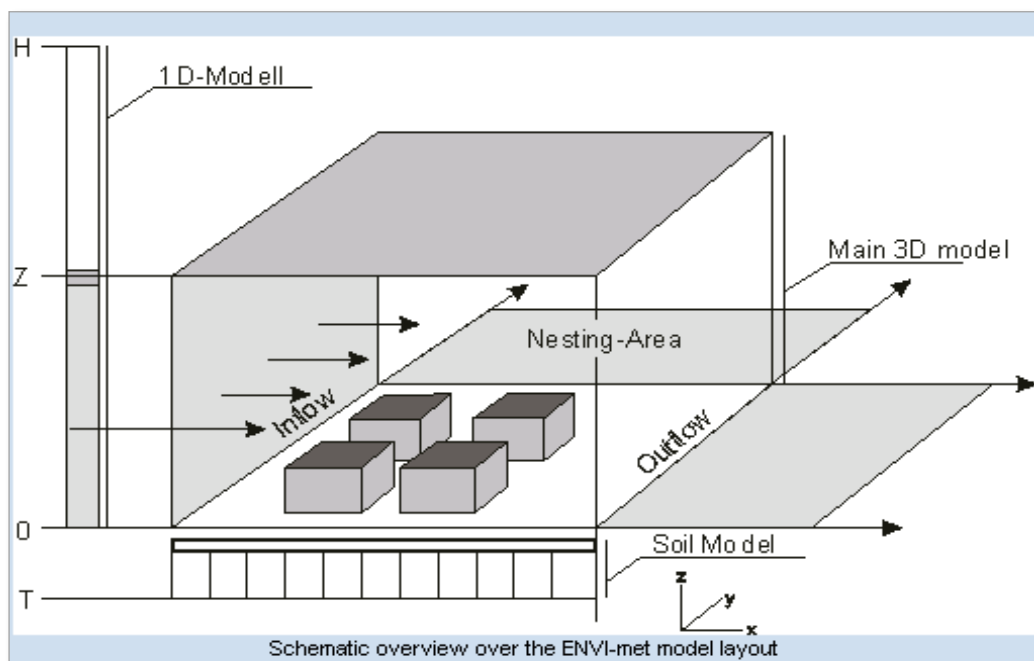 H
1D-Modell
Main 3D model
Z
Nesting-Area
Inflow
Outflow
0
Soil Model
T
z
y
x
Schematic overview over the ENVI-met model layout